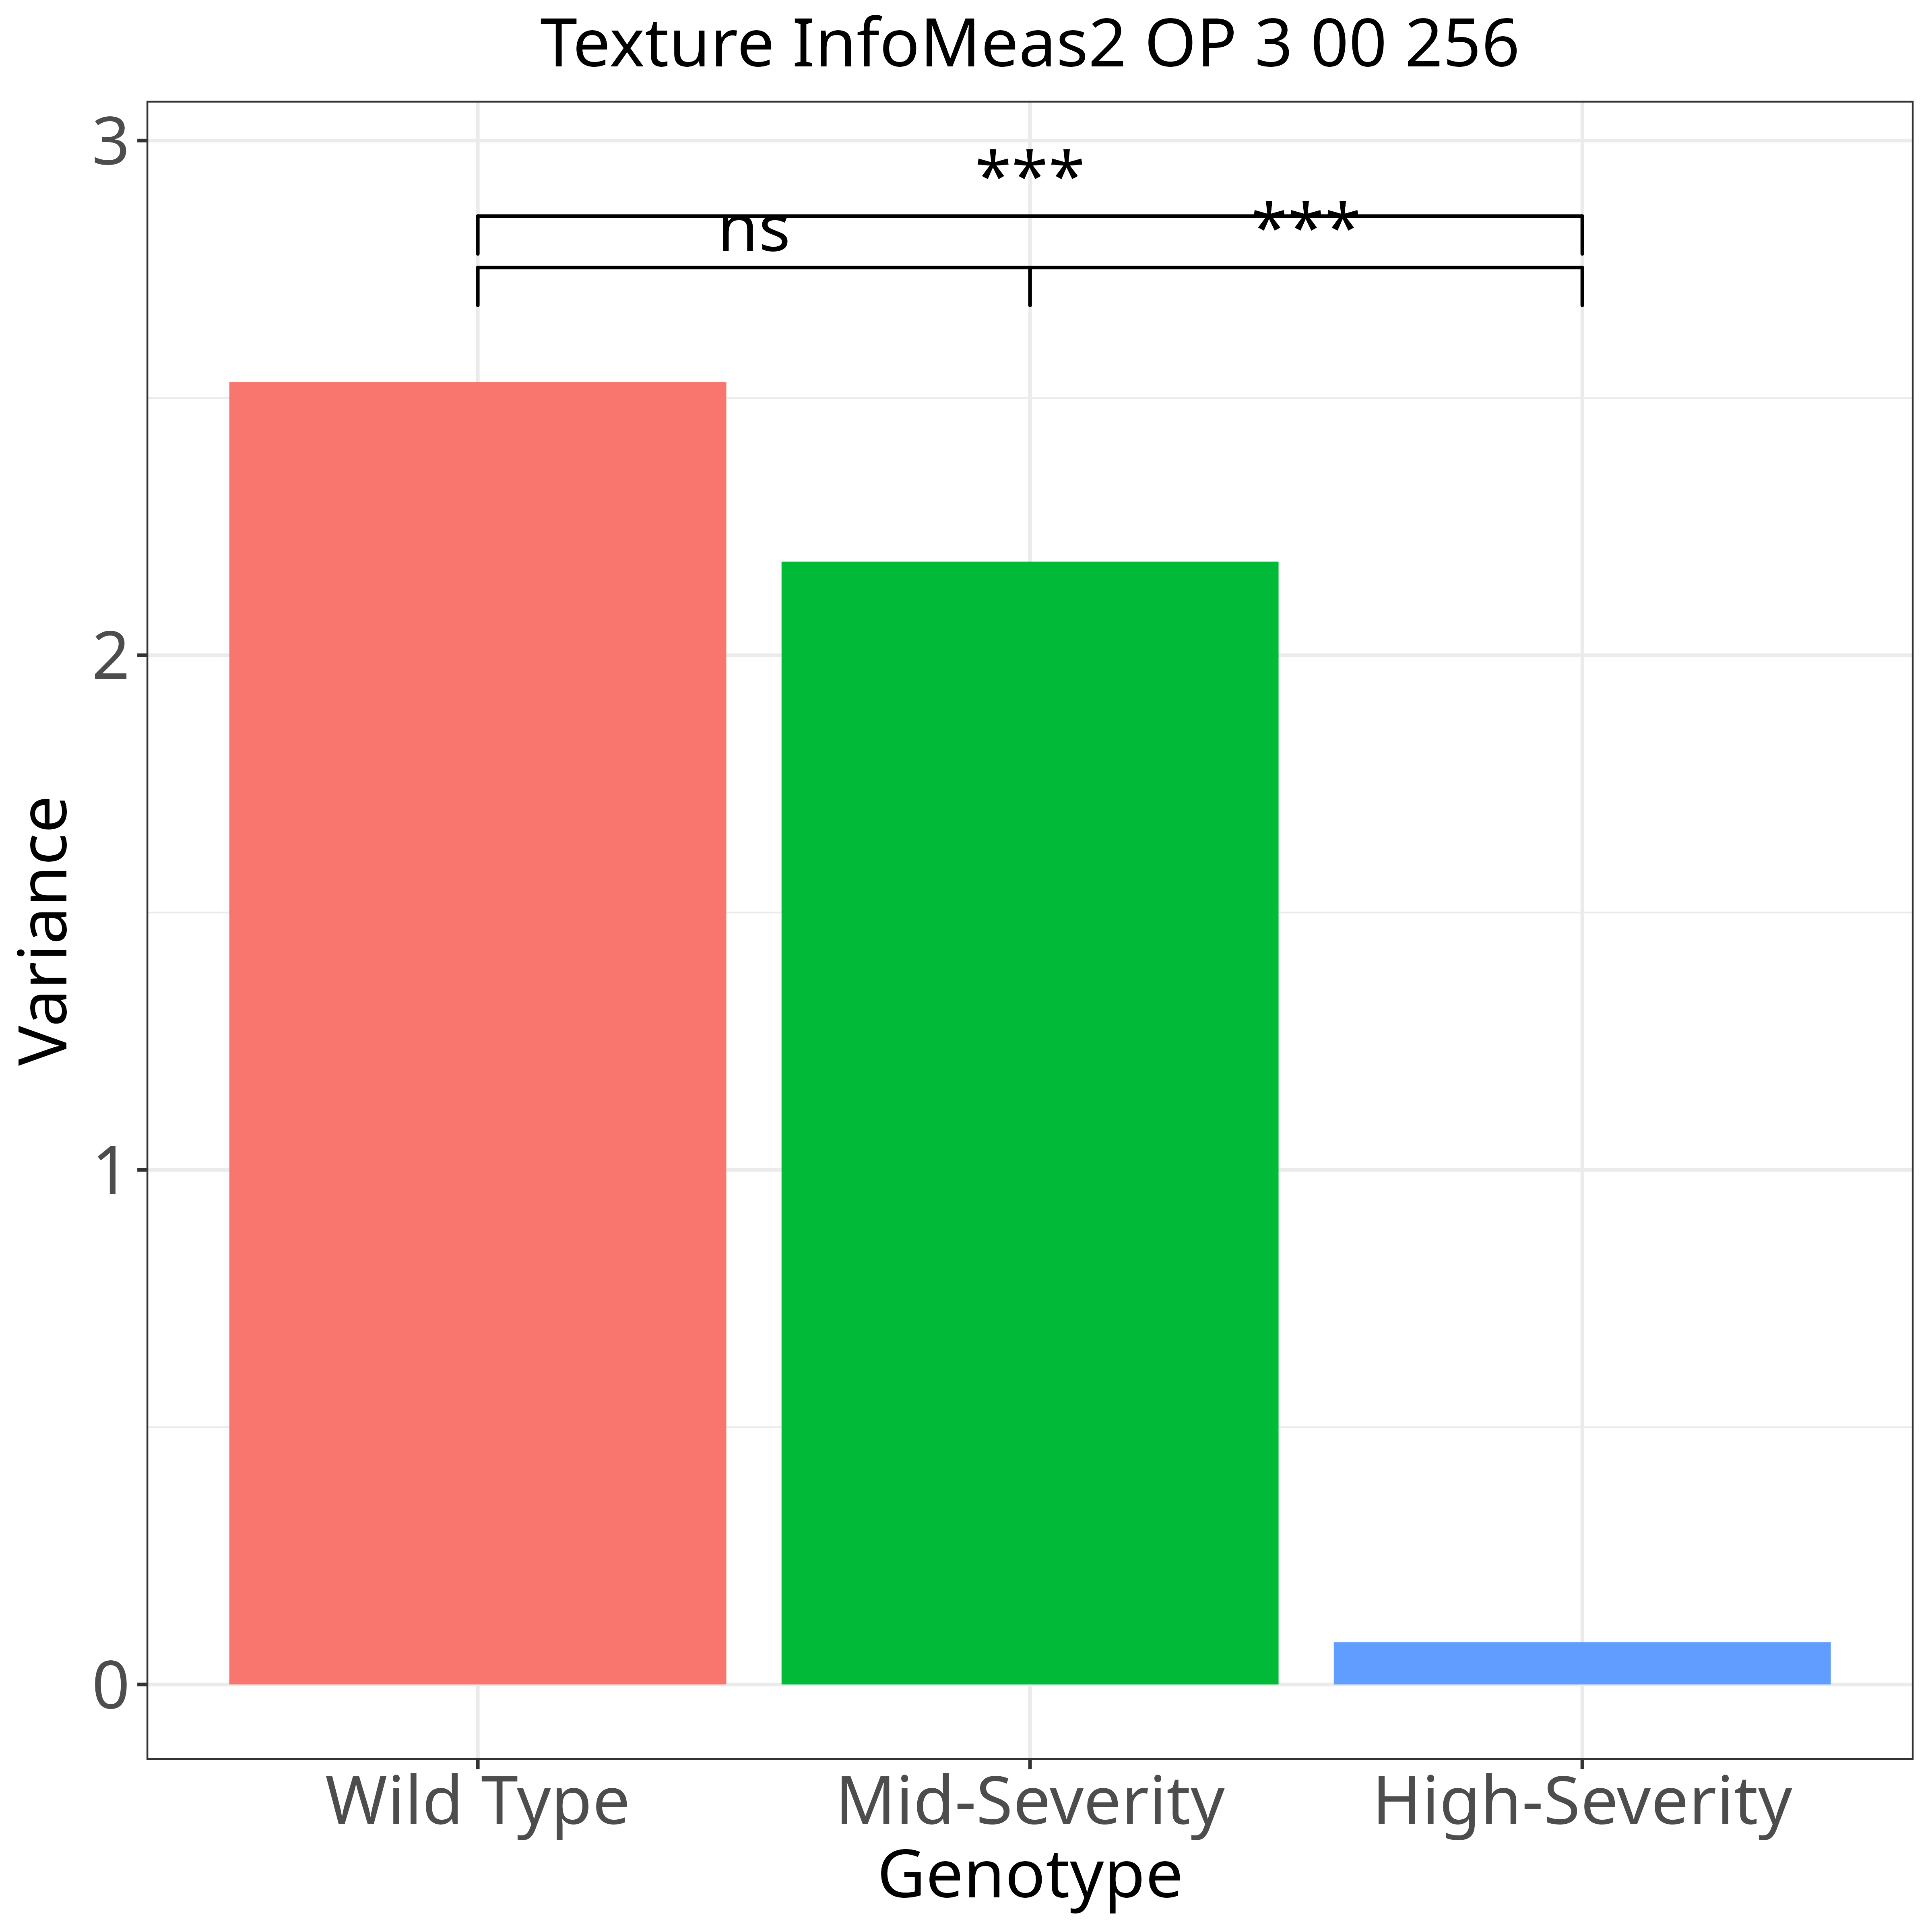 Texture InfoMeas2 OP 3 00 256
3
***
ns
***
2
1
0
Variance
Wild Type
Mid-Severity
High-Severity
Genotype